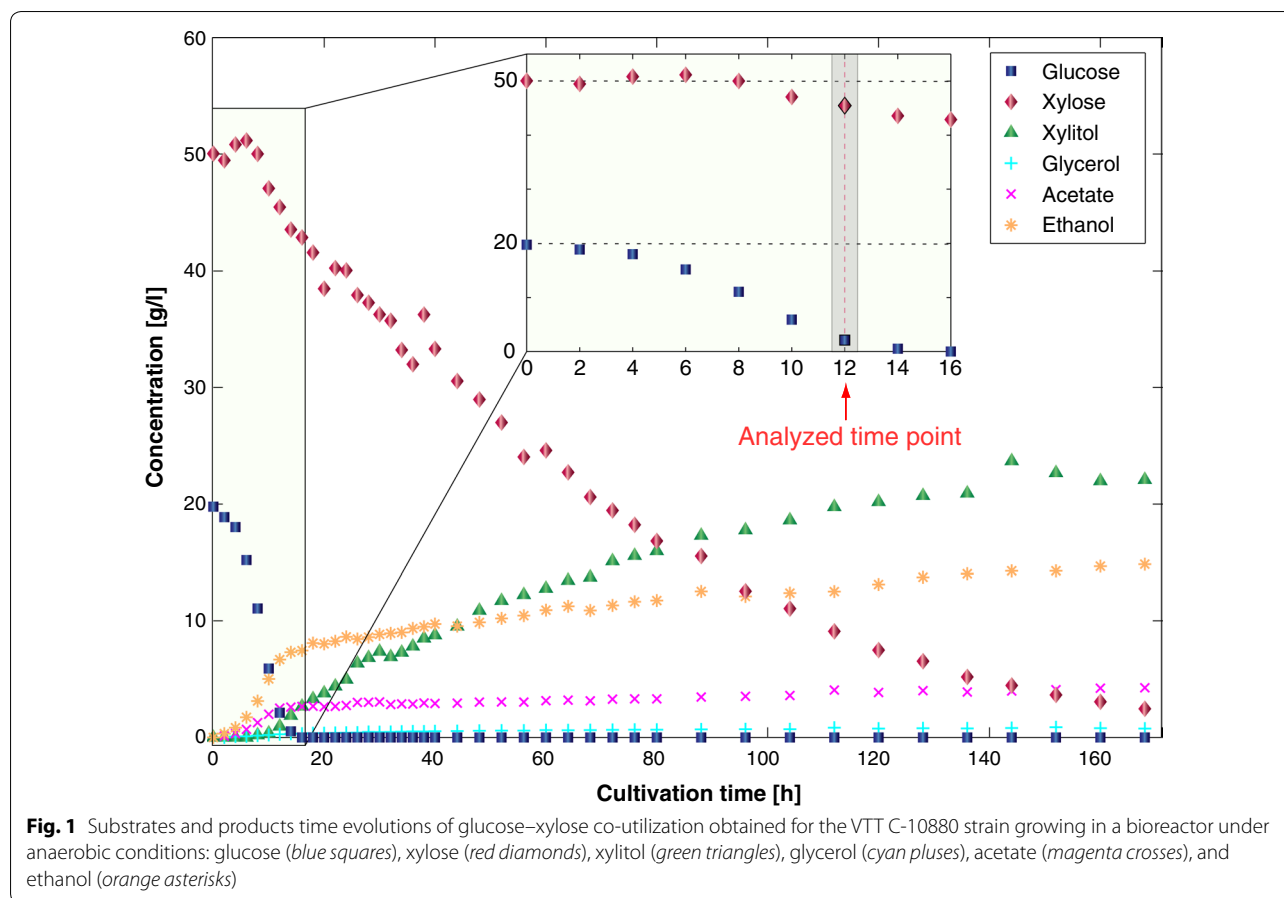 60
50
40
30
20
10
0
0
20
40
60
80
100
120
140
160
Concentration [g/l]
Cultivation time [h]
50
20
0
0
2
4
6
8
10
12
14
16
Analyzed time point
Glucose
Xylose
Xylitol
Glycerol
Acetate
Ethanol
Fig. 1 Substrates and products time evolutions of glucose–xylose co-utilization obtained for the VTT C-10880 strain growing in a bioreactor under
anaerobic conditions: glucose (blue squares), xylose (red diamonds), xylitol (green triangles), glycerol (cyan pluses), acetate (magenta crosses), and
ethanol (orange asterisks)